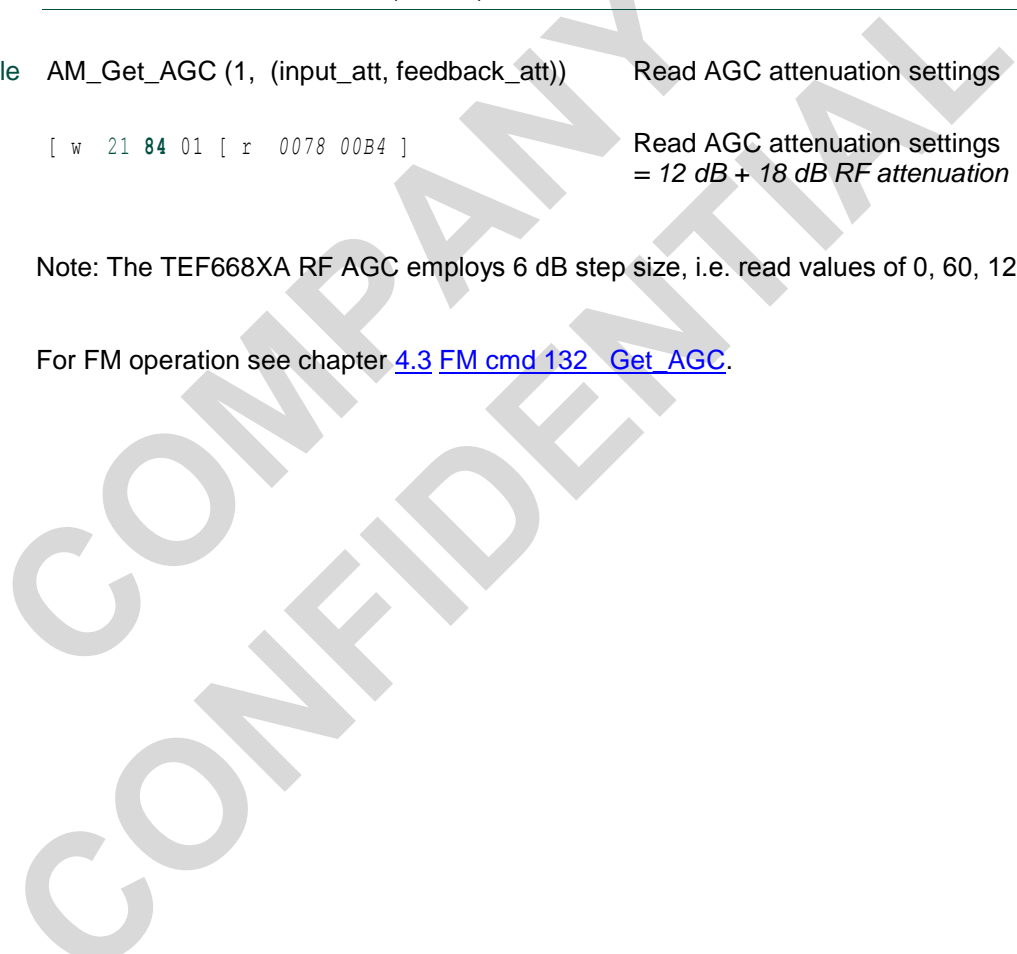 le AM_Get_AGC (1, (input_att, feedback_att)) Read AGC attenuation settings
[ w 21 84 01 [ r 0078 00B4 ] Read AGC attenuation settings
= 12 dB + 18 dB RF attenuation
Note: The TEF668XA RF AGC employs 6 dB step size, i.e. read values of 0, 60, 12
For FM operation see chapter 4.3 FM cmd 132 Get_AGC.
COMPANY
CONFIDENTIAL